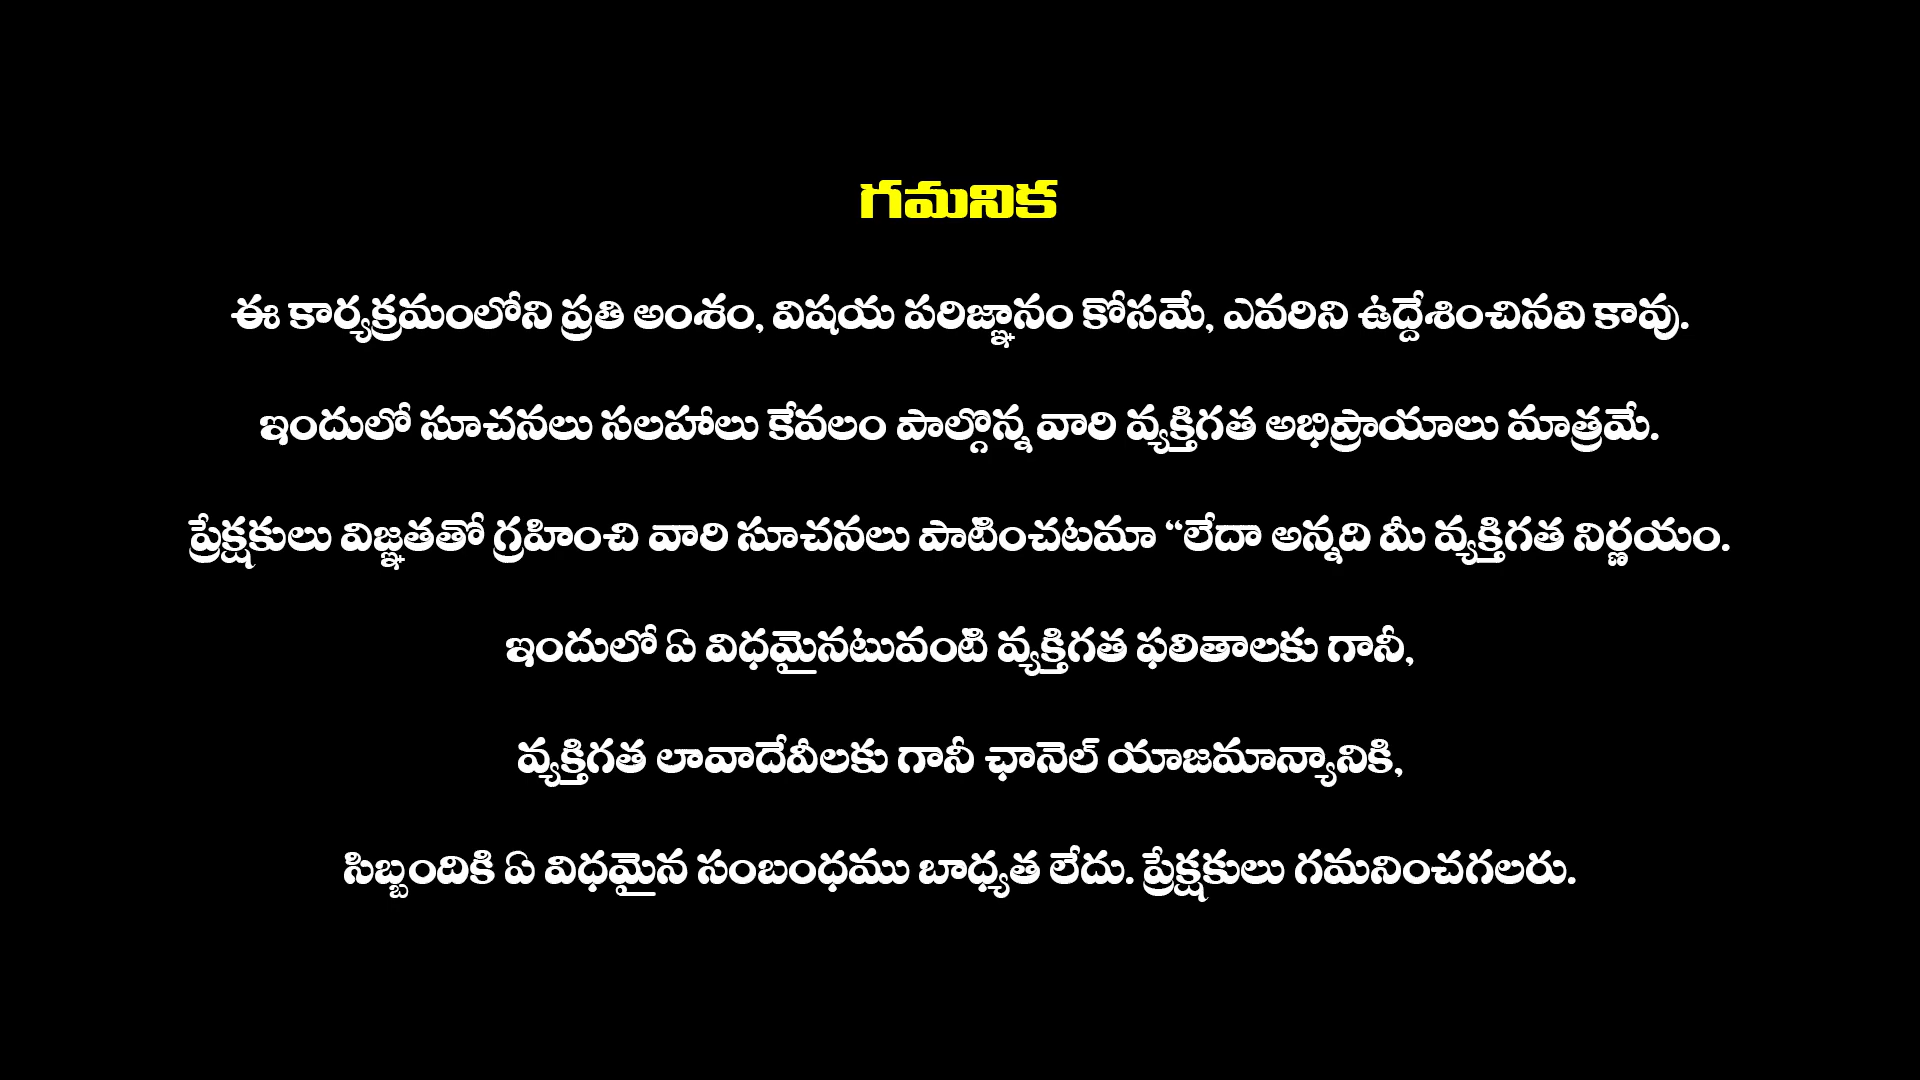 గమనిక
ఈ కార్యక్రమంలోని ప్రతి అంశం, విషయ పరిజ్ఞానం కోసమే, ఎవరిని ఉద్దేశించినవి కావు.
ఇందులో సూచనలు సలహాలు కేవలం పాల్గొన్న వారి వ్యక్తిగత అభిప్రాయాలు మాత్రమే.
ప్రేక్షకులు విజ్ఞతతో గ్రహించి వారి సూచనలు పాటించటమా “లేదా అన్నది మీ వ్యక్తిగత నిర్ణయం.
ఇందులో ఏ విధమైనటువంటి వ్యక్తిగత ఫలితాలకు గానీ,
వ్యక్తిగత లావాదేవీలకు గానీ ఛానెల్ యాజమాన్యానికి,
సిబ్బందికి ఏ విధమైన సంబంధము బాధ్యత లేదు. ప్రేక్షకులు గమనించగలరు.